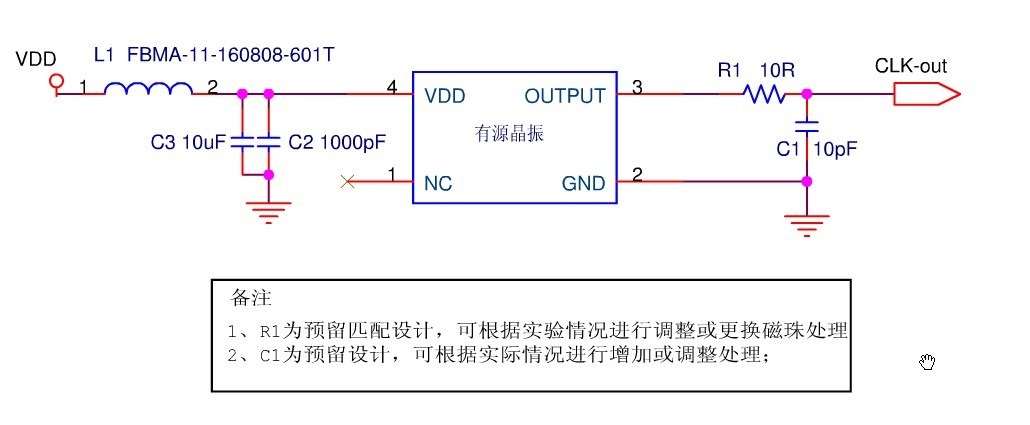 L1 FBMA-11-160808-601T
VDD
1 2
4 VDD OUTPUT 3
R1 10R
CLK-out
C3 10uF
C2 1000pF
有源晶振
C1 10pF
1 NC GND 2
备注
1、R1为预留匹配设计，可根据实验情况进行调整或更换磁珠处理
2、C1为预留设计，可根据实际情况进行增加或调整处理；